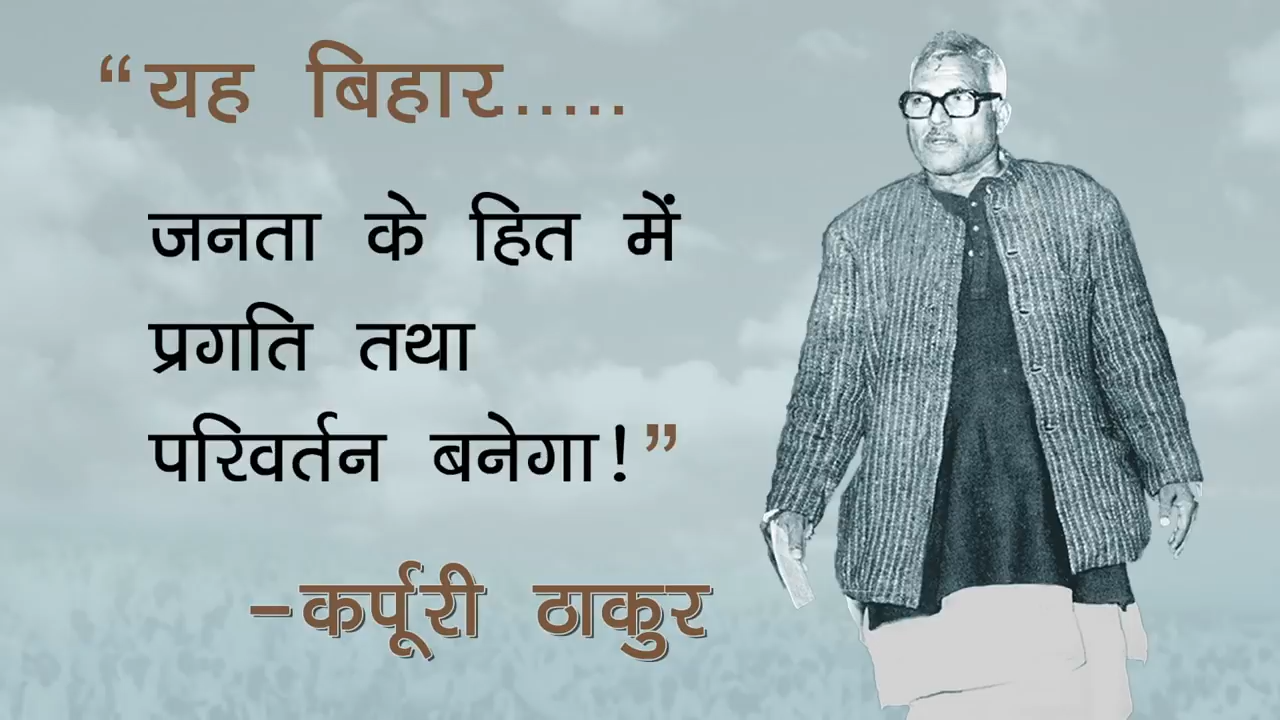 “यह बिहार.....
जनता के हित में
प्रगति तथा
परिवर्तन बनेगा!”
-कर्पूरी ठाकुर